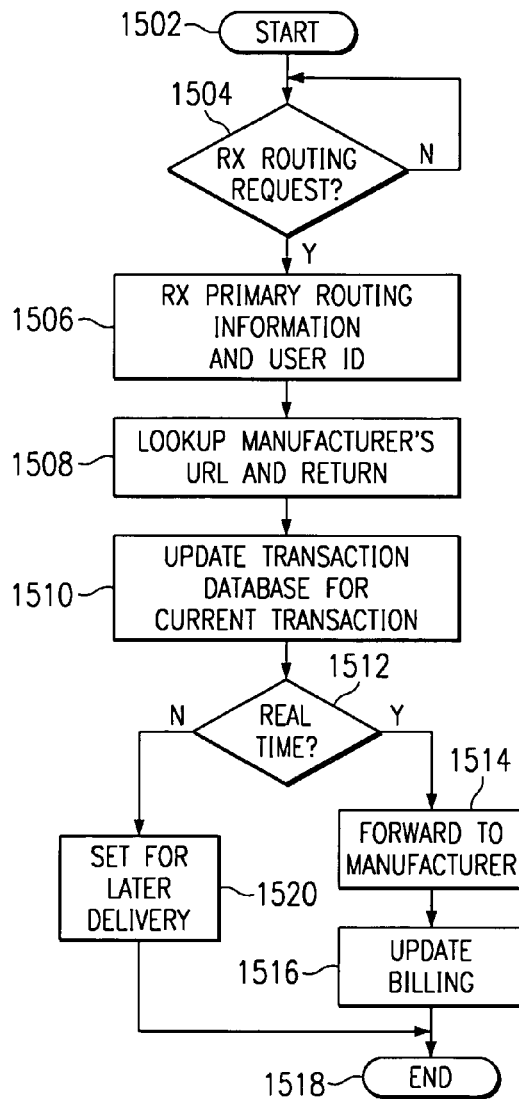 1502
START
1504
RX ROUTING
REQUEST?
N
Y
1506
RX PRIMARY ROUTING
INFORMATION
AND USER ID
1508
LOOKUP MANUFACTURER'S
URL AND RETURN
1510
UPDATE TRANSACTION
DATABASE FOR
CURRENT TRANSACTION
1512
N
REAL
TIME?
Y
1514
SET FOR
LATER
DELIVERY
1520
FORWARD TO
MANUFACTURER
1516
UPDATE
BILLING
1518
END